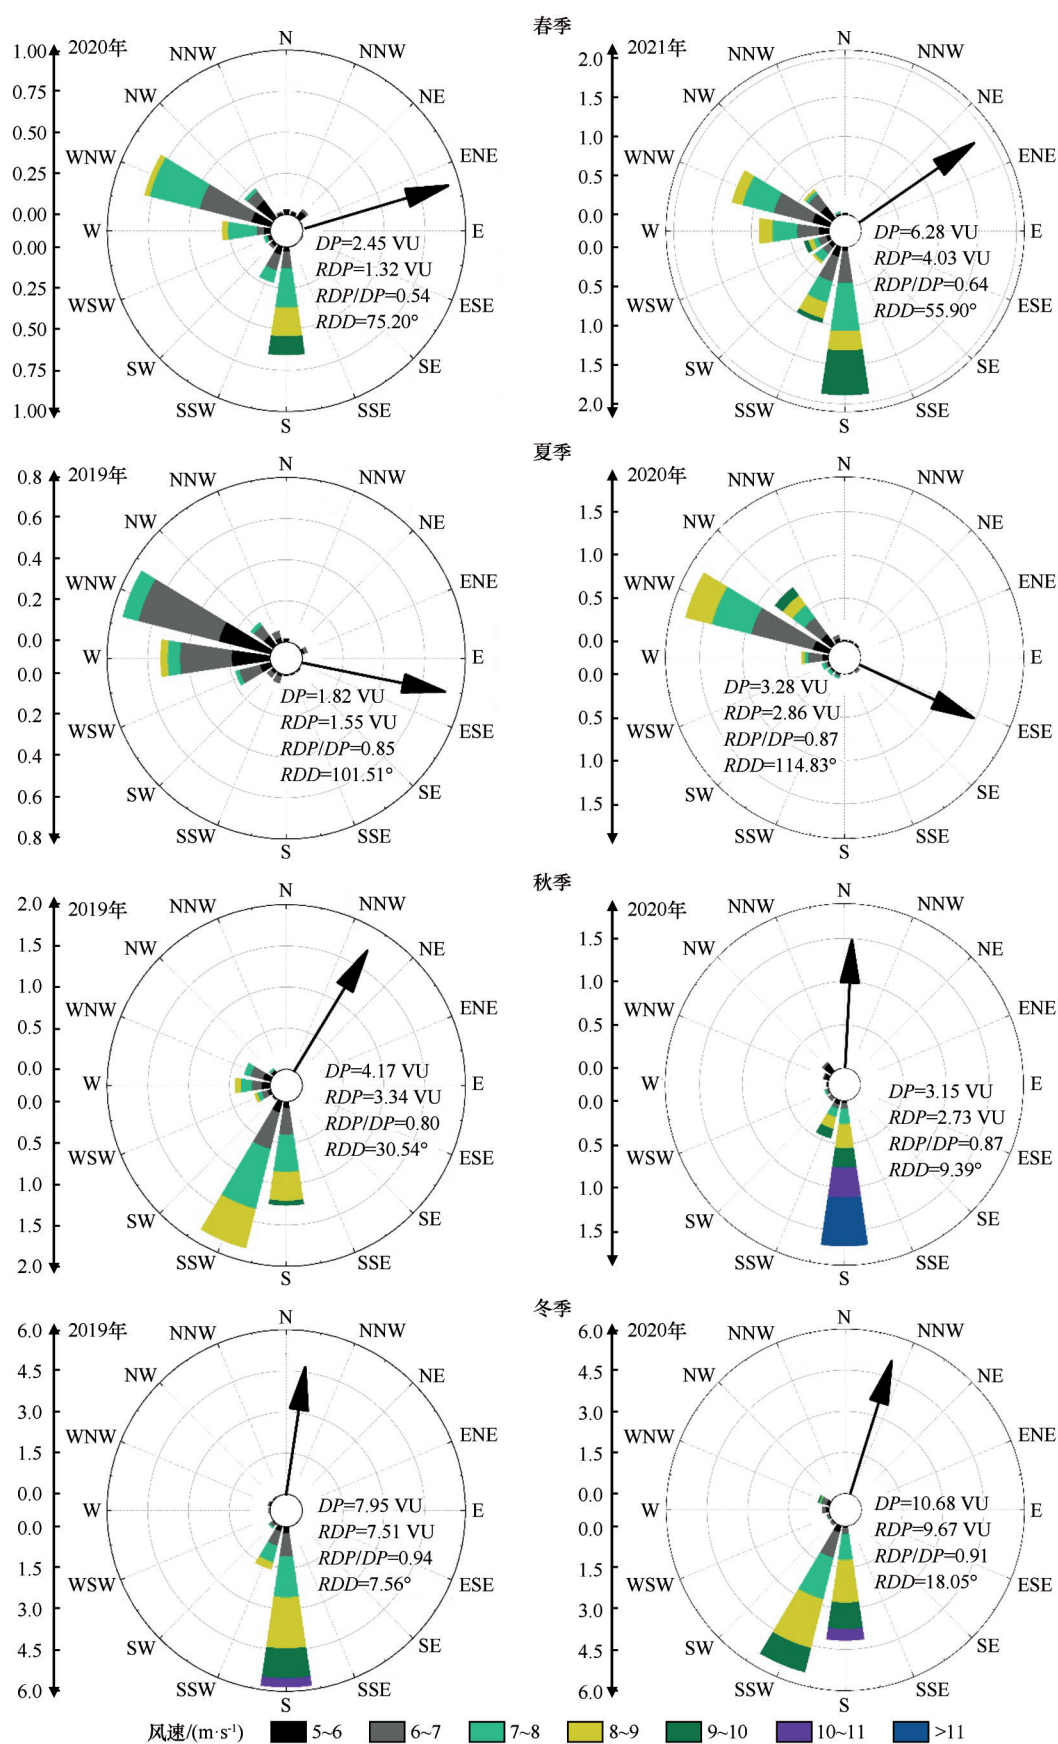 春季
2020年
1.00
0.75
0.50
0.25
0.00
0.00
0.25
0.50
0.75
1.00
N
NNW
NE
ENE
E
ESE
SE
SSE
S
SSW
SW
WSW
W
WNW
NW
NNW
DP=2.45 VU
RDP=1.32 VU
RDP/DP=0.54
RDD=75.20°
2021年
2.0
1.5
1.0
0.5
0.0
0.0
0.5
1.0
1.5
2.0
N
NNW
NE
ENE
E
ESE
SE
SSE
S
SSW
SW
WSW
W
WNW
NW
NNW
DP=6.28 VU
RDP=4.03 VU
RDP/DP=0.64
RDD=55.90°
夏季
2019年
0.8
0.6
0.4
0.2
0.0
0.0
0.2
0.4
0.6
0.8
N
NNW
NE
ENE
E
ESE
SE
SSE
S
SSW
SW
WSW
W
WNW
NW
NNW
DP=1.82 VU
RDP=1.55 VU
RDP/DP=0.85
RDD=101.51°
2020年
1.5
1.0
0.5
0.0
0.0
0.5
1.0
1.5
N
NNW
NE
ENE
E
ESE
SE
SSE
S
SSW
SW
WSW
W
WNW
NW
NNW
DP=3.28 VU
RDP=2.86 VU
RDP/DP=0.87
RDD=114.83°
秋季
2019年
2.0
1.5
1.0
0.5
0.0
0.0
0.5
1.0
1.5
2.0
N
NNW
NE
ENE
E
ESE
SE
SSE
S
SSW
SW
WSW
W
WNW
NW
NNW
DP=4.17 VU
RDP=3.34 VU
RDP/DP=0.80
RDD=30.54°
2020年
1.5
1.0
0.5
0.0
0.0
0.5
1.0
1.5
N
NNW
NE
ENE
E
ESE
SE
SSE
S
SSW
SW
WSW
W
WNW
NW
NNW
DP=3.15 VU
RDP=2.73 VU
RDP/DP=0.87
RDD=9.39°
冬季
2019年
6.0
4.5
3.0
1.5
0.0
0.0
1.5
3.0
4.5
6.0
N
NNW
NE
ENE
E
ESE
SE
SSE
S
SSW
SW
WSW
W
WNW
NW
NNW
DP=7.95 VU
RDP=7.51 VU
RDP/DP=0.94
RDD=7.56°
2020年
6.0
4.5
3.0
1.5
0.0
0.0
1.5
3.0
4.5
6.0
N
NNW
NE
ENE
E
ESE
SE
SSE
S
SSW
SW
WSW
W
WNW
NW
NNW
DP=10.68 VU
RDP=9.67 VU
RDP/DP=0.91
RDD=18.05°
风速/(m·s⁻¹) 5~6 6~7 7~8 8~9 9~10 10~11 >11